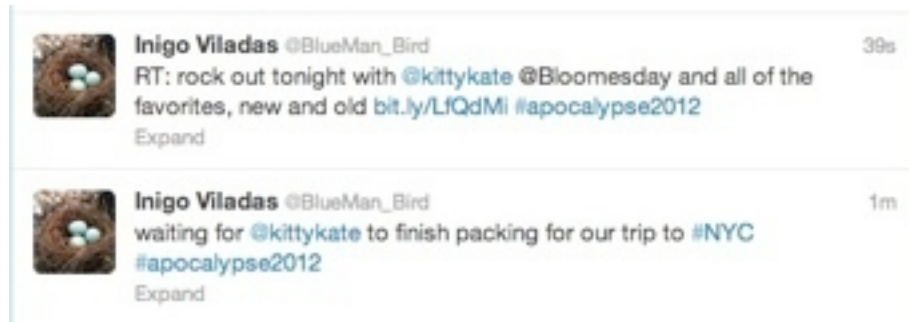 Inigo Viladas @BlueMan_Bird 39s
RT: rock out tonight with @kittykate @Bloomesday and all of the
favorites, new and old bit.ly/LfQdMi #apocalypse2012
Expand
Inigo Viladas @BlueMan_Bird 1m
waiting for @kittykate to finish packing for our trip to #NYC
#apocalypse2012
Expand